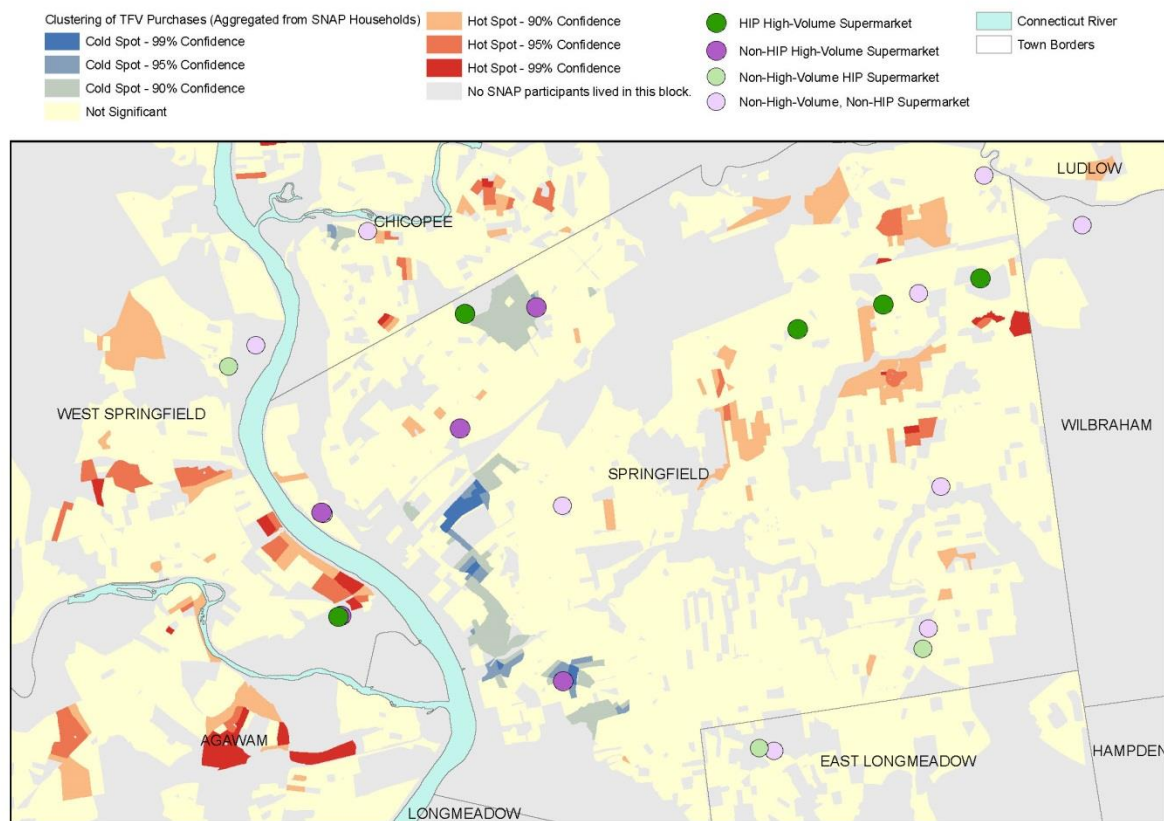 Clustering of TFV Purchases (Aggregated from SNAP Households)
Cold Spot - 99% Confidence
Cold Spot - 95% Confidence
Cold Spot - 90% Confidence
Not Significant
Hot Spot - 90% Confidence
Hot Spot - 95% Confidence
Hot Spot - 99% Confidence
No SNAP participants lived in this block.
HIP High-Volume Supermarket
Non-HIP High-Volume Supermarket
Non-High-Volume HIP Supermarket
Non-High-Volume, Non-HIP Supermarket
Connecticut River
Town Borders
LUDLOW
CHICOPEE
WEST SPRINGFIELD
WILBRAHAM
SPRINGFIELD
AGAWAM
EAST LONGMEADOW
HAMPDEN
LONGMEADOW